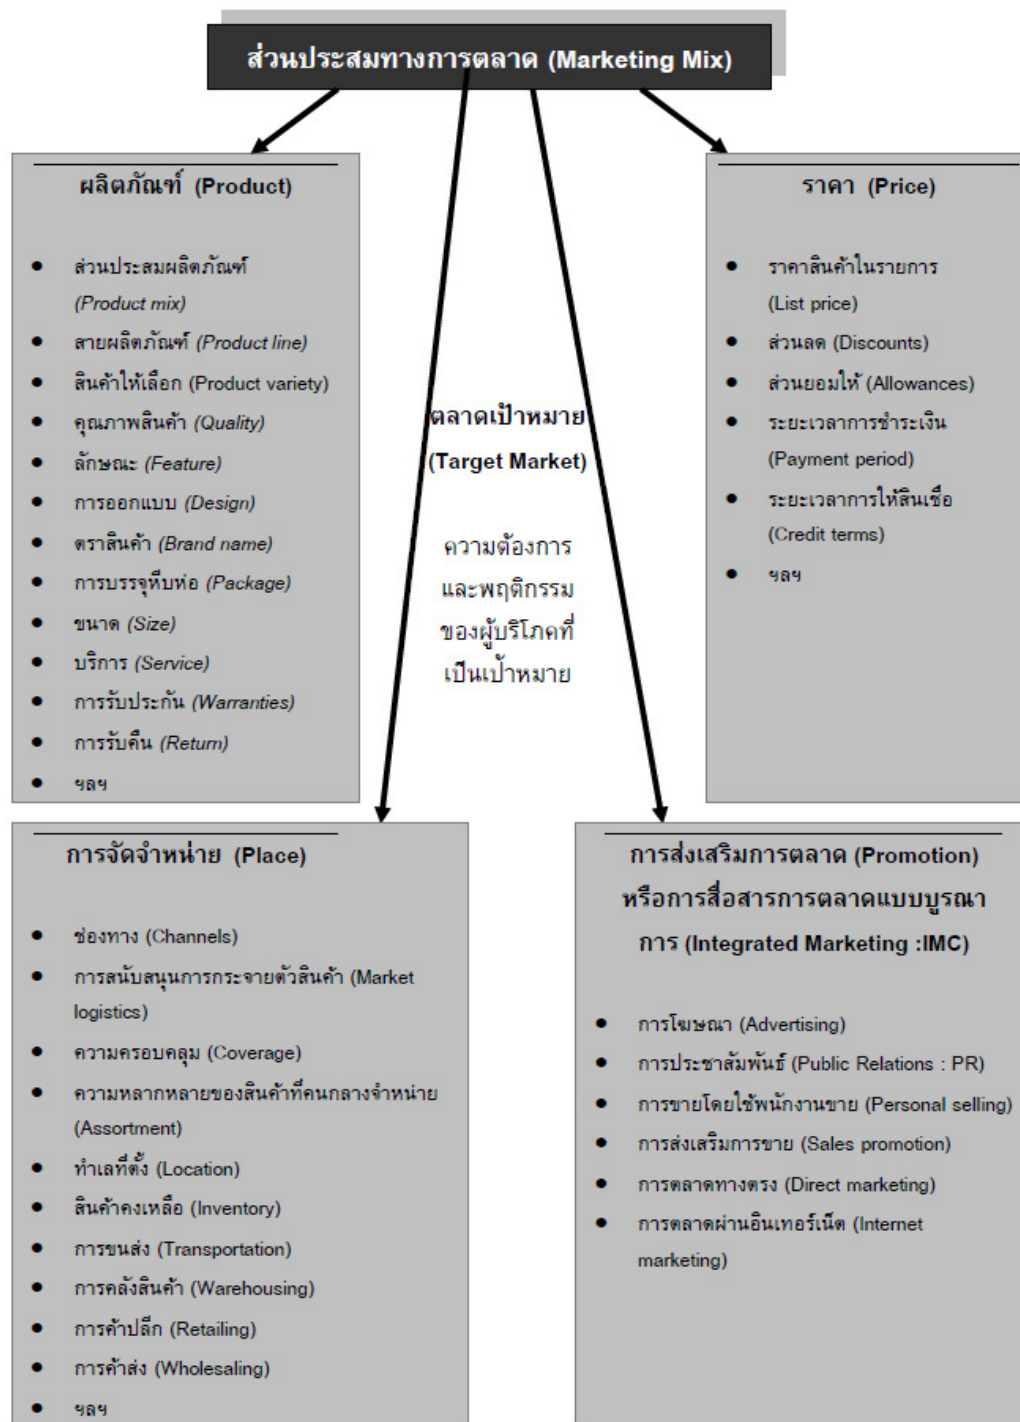 ส่วนประสมทางการตลาด (Marketing Mix)
ผลิตภัณฑ์ (Product)
● ส่วนประสมผลิตภัณฑ์
(Product mix)
● สายผลิตภัณฑ์ (Product line)
● สินค้าให้เลือก (Product variety)
● คุณภาพสินค้า (Quality)
● ลักษณะ (Feature)
● การออกแบบ (Design)
● ตราสินค้า (Brand name)
● การบรรจุหีบห่อ (Package)
● ขนาด (Size)
● บริการ (Service)
● การรับประกัน (Warranties)
● การรับคืน (Return)
● ฯลฯ
ตลาดเป้าหมาย
(Target Market)
ความต้องการ
และพฤติกรรม
ของผู้บริโภคที่
เป็นเป้าหมาย
ราคา (Price)
● ราคาสินค้าในรายการ
(List price)
● ส่วนลด (Discounts)
● ส่วนยอมให้ (Allowances)
● ระยะเวลาการชำระเงิน
(Payment period)
● ระยะเวลาการให้สินเชื่อ
(Credit terms)
● ฯลฯ
การจัดจำหน่าย (Place)
● ช่องทาง (Channels)
● การสนับสนุนการกระจายตัวสินค้า (Market
logistics)
● ความครอบคลุม (Coverage)
● ความหลากหลายของสินค้าที่คนกลางจำหน่าย
(Assortment)
● ทำเลที่ตั้ง (Location)
● สินค้าคงเหลือ (Inventory)
● การขนส่ง (Transportation)
● การคลังสินค้า (Warehousing)
● การค้าปลีก (Retailing)
● การค้าส่ง (Wholesaling)
● ฯลฯ
การส่งเสริมการตลาด (Promotion)
หรือการสื่อสารการตลาดแบบบูรณา
การ (Integrated Marketing :IMC)
● การโฆษณา (Advertising)
● การประชาสัมพันธ์ (Public Relations : PR)
● การขายโดยใช้พนักงานขาย (Personal selling)
● การส่งเสริมการขาย (Sales promotion)
● การตลาดทางตรง (Direct marketing)
● การตลาดผ่านอินเทอร์เน็ต (Internet
marketing)